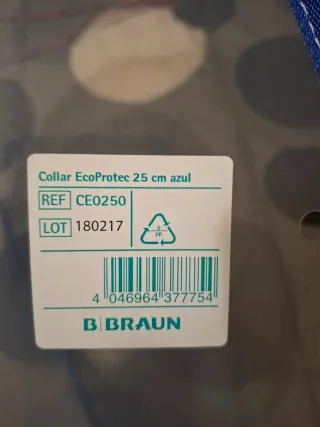 Collar EcoProtec 25 cm azul
REF CE0250
LOT 180217
5
PP
4 046964 377754
B BRAUN